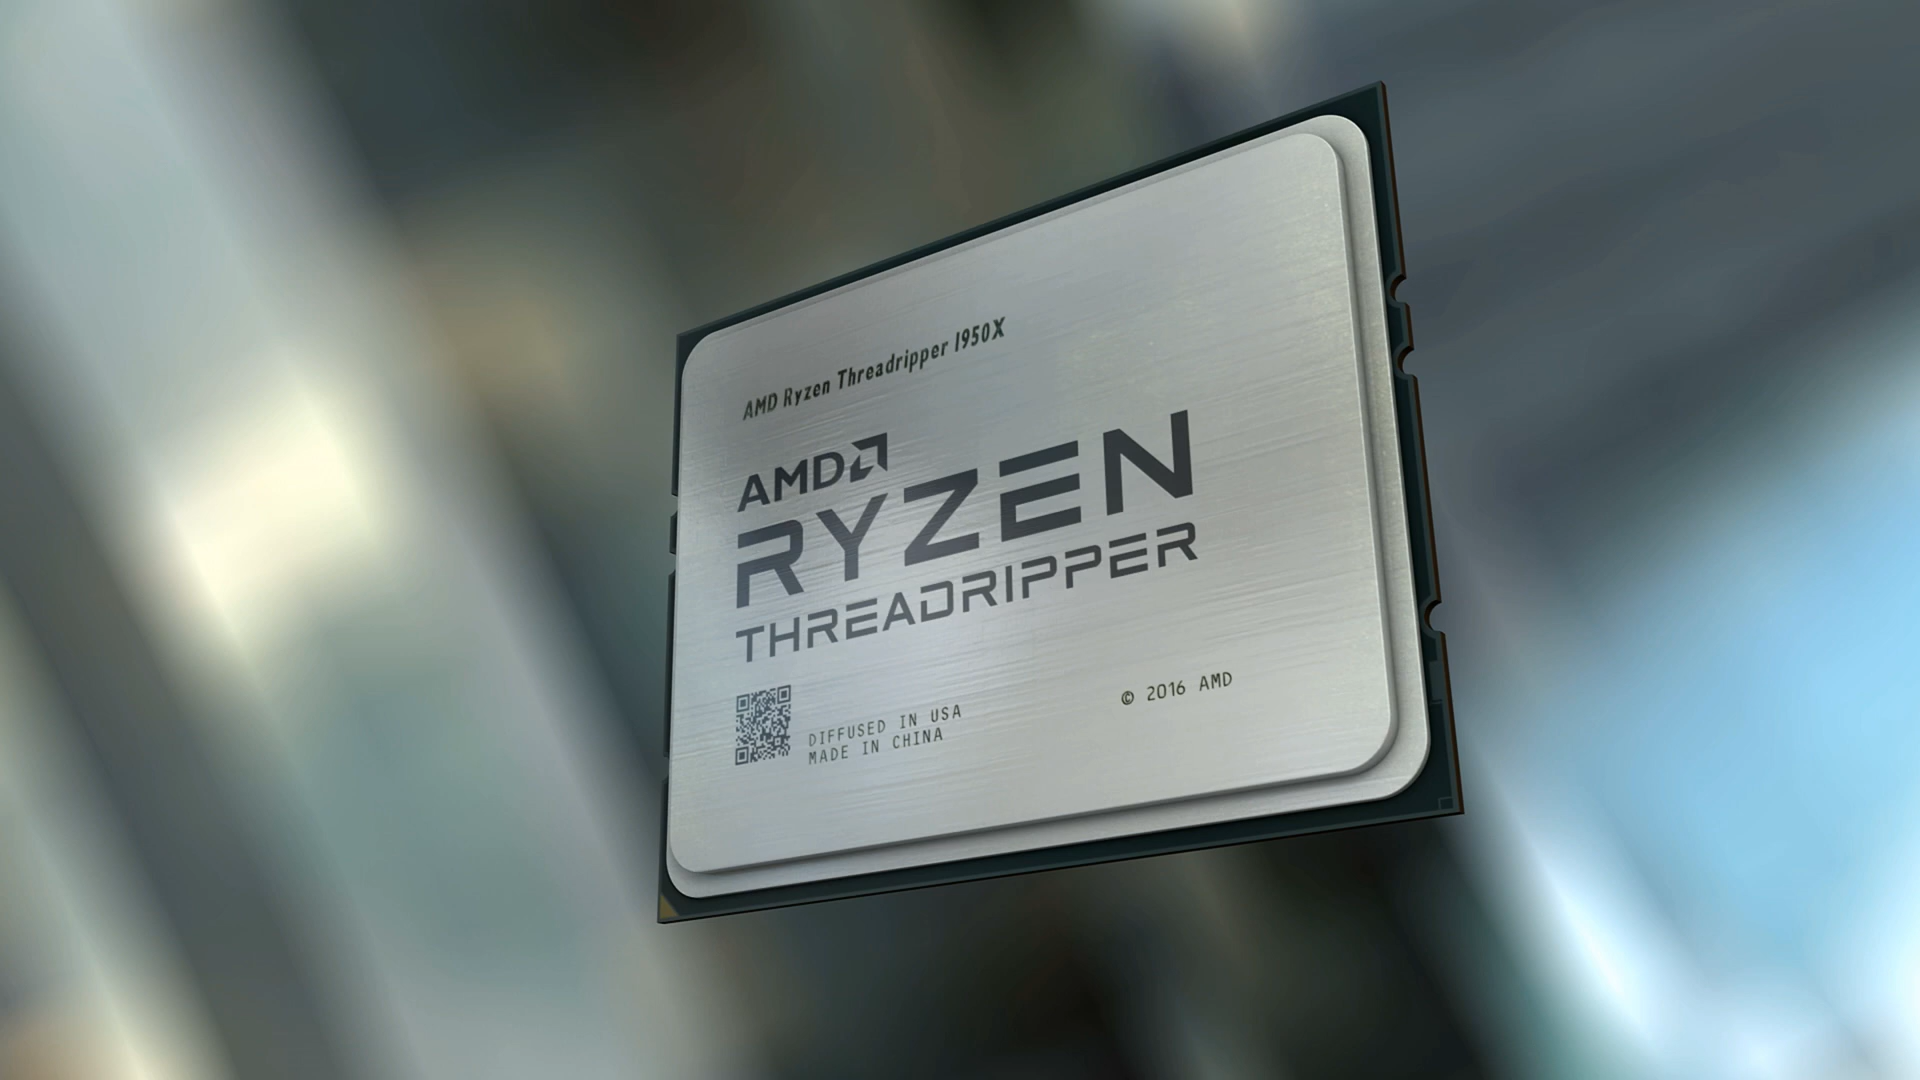 AMD Ryzen Threadripper 1950X
AMD
RYZEN
THREADRIPPER
DIFFUSED IN USA
MADE IN CHINA
© 2016 AMD